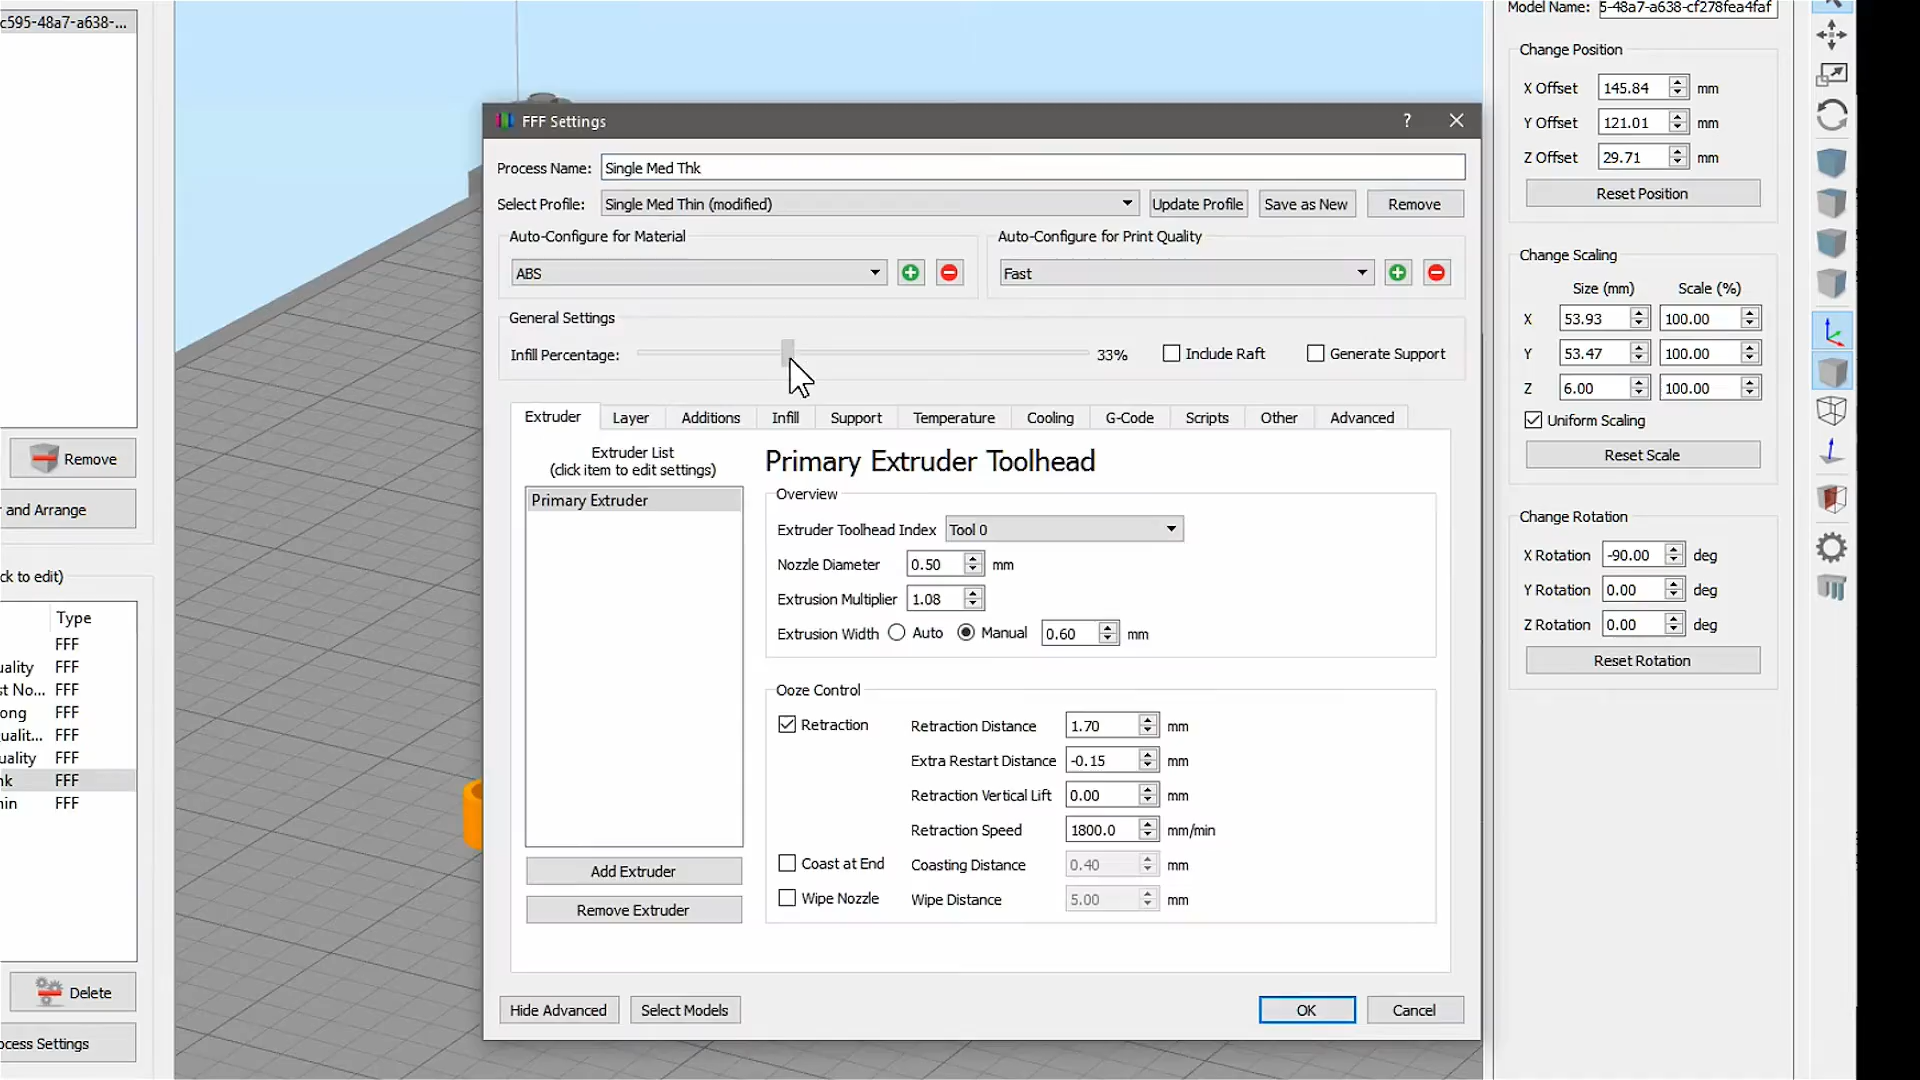 c595-48a7-a638-...
Remove
and Arrange
ck to edit)
Type
FFF
uality FFF
st No... FFF
ong FFF
ualit... FFF
uality FFF
nk FFF
nin FFF
Delete
ocess Settings
FFF Settings
?
Process Name: Single Med Thk
Select Profile: Single Med Thin (modified) Update Profile Save as New Remove
Auto-Configure for Material
ABS
Auto-Configure for Print Quality
Fast
General Settings
Infill Percentage: 33% Include Raft Generate Support
Extruder Layer Additions Infill Support Temperature Cooling G-Code Scripts Other Advanced
Extruder List
(click item to edit settings)
Primary Extruder
Add Extruder
Remove Extruder
Primary Extruder Toolhead
Overview
Extruder Toolhead Index Tool 0
Nozzle Diameter 0.50 mm
Extrusion Multiplier 1.08
Extrusion Width Auto Manual 0.60 mm
Ooze Control
Retraction Retraction Distance 1.70 mm
Extra Restart Distance -0.15 mm
Retraction Vertical Lift 0.00 mm
Retraction Speed 1800.0 mm/min
Coast at End Coasting Distance 0.40 mm
Wipe Nozzle Wipe Distance 5.00 mm
Hide Advanced Select Models OK Cancel
Model Name: 5-48a7-a638-cf278fea4faf
Change Position
X Offset 145.84 mm
Y Offset 121.01 mm
Z Offset 29.71 mm
Reset Position
Change Scaling
Size (mm) Scale (%)
X 53.93 100.00
Y 53.47 100.00
Z 6.00 100.00
Uniform Scaling
Reset Scale
Change Rotation
X Rotation -90.00 deg
Y Rotation 0.00 deg
Z Rotation 0.00 deg
Reset Rotation